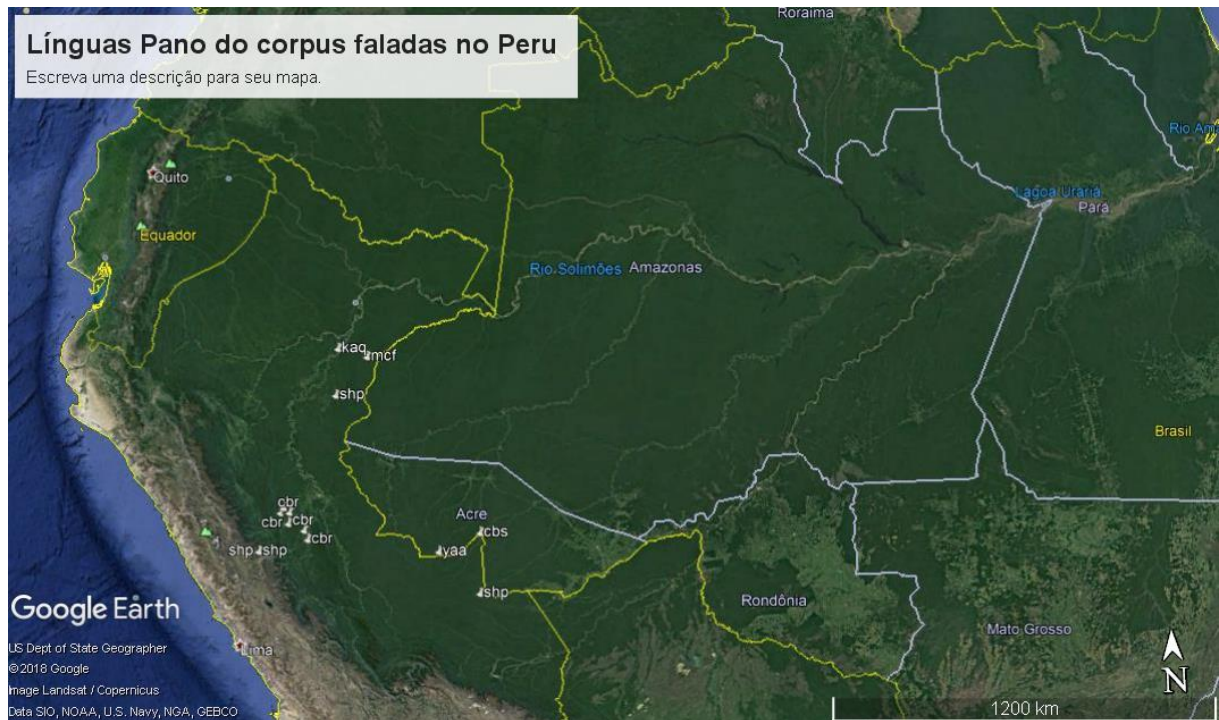 Línguas Pano do corpus faladas no Peru
Escreva uma descrição para seu mapa.
Roraima
Rio Ama
Quito
Lagoa Urariá
Pará
Equador
Rio Solimões
Amazonas
kaq
mcf
shp
Brasil
cbr
cbr
cbr
cbr
Acre
cbs
shp
shp
yaa
shp
Rondônia
Mato Grosso
Google Earth
US Dept of State Geographer
© 2018 Google
Image Landsat / Copernicus
Data SIO, NOAA, U.S. Navy, NGA, GEBCO
Lima
N
1200 km